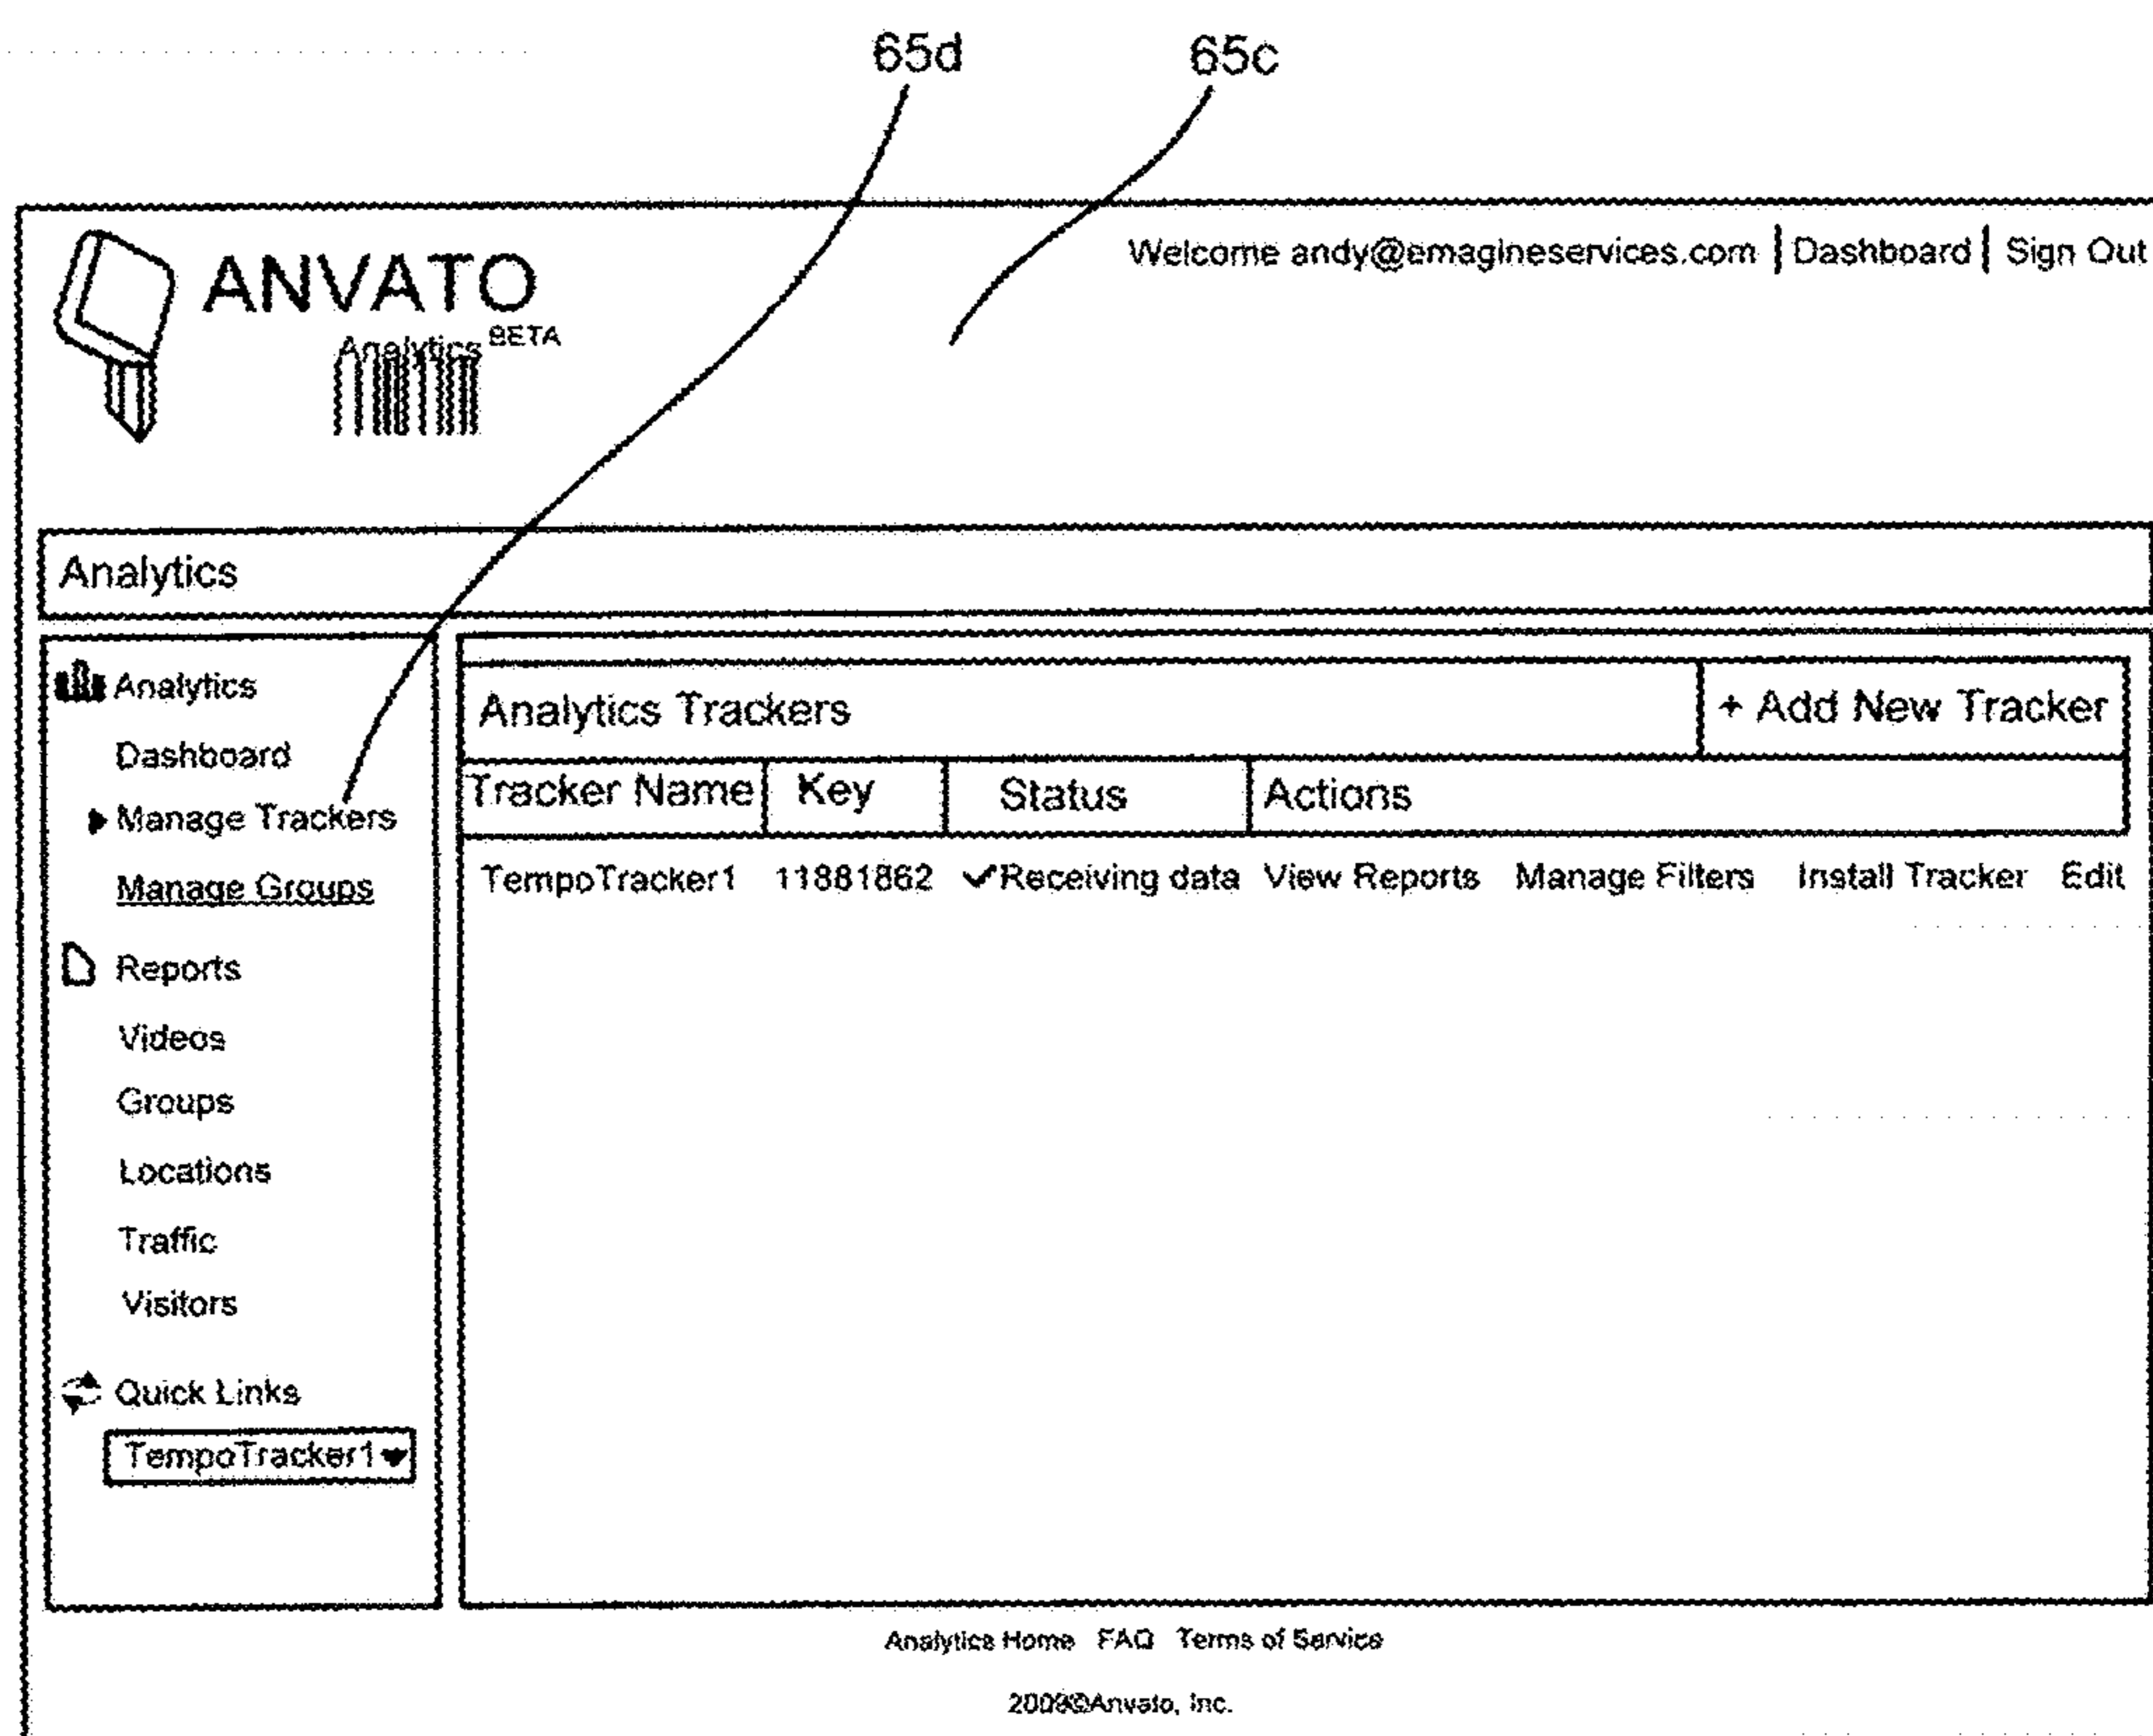 65d 65c
ANVATO
Analytics BETA
Welcome andy@emagineservices.com | Dashboard | Sign Out
Analytics
Analytics
Dashboard
Manage Trackers
Manage Groups
Reports
Videos
Groups
Locations
Traffic
Visitors
Quick Links
TempoTracker1
Analytics Trackers + Add New Tracker
Tracker Name Key Status Actions
TempoTracker1 11881862 ✓Receiving data View Reports Manage Filters Install Tracker Edit
Analytics Home FAQ Terms of Service
2009©Anvato, Inc.